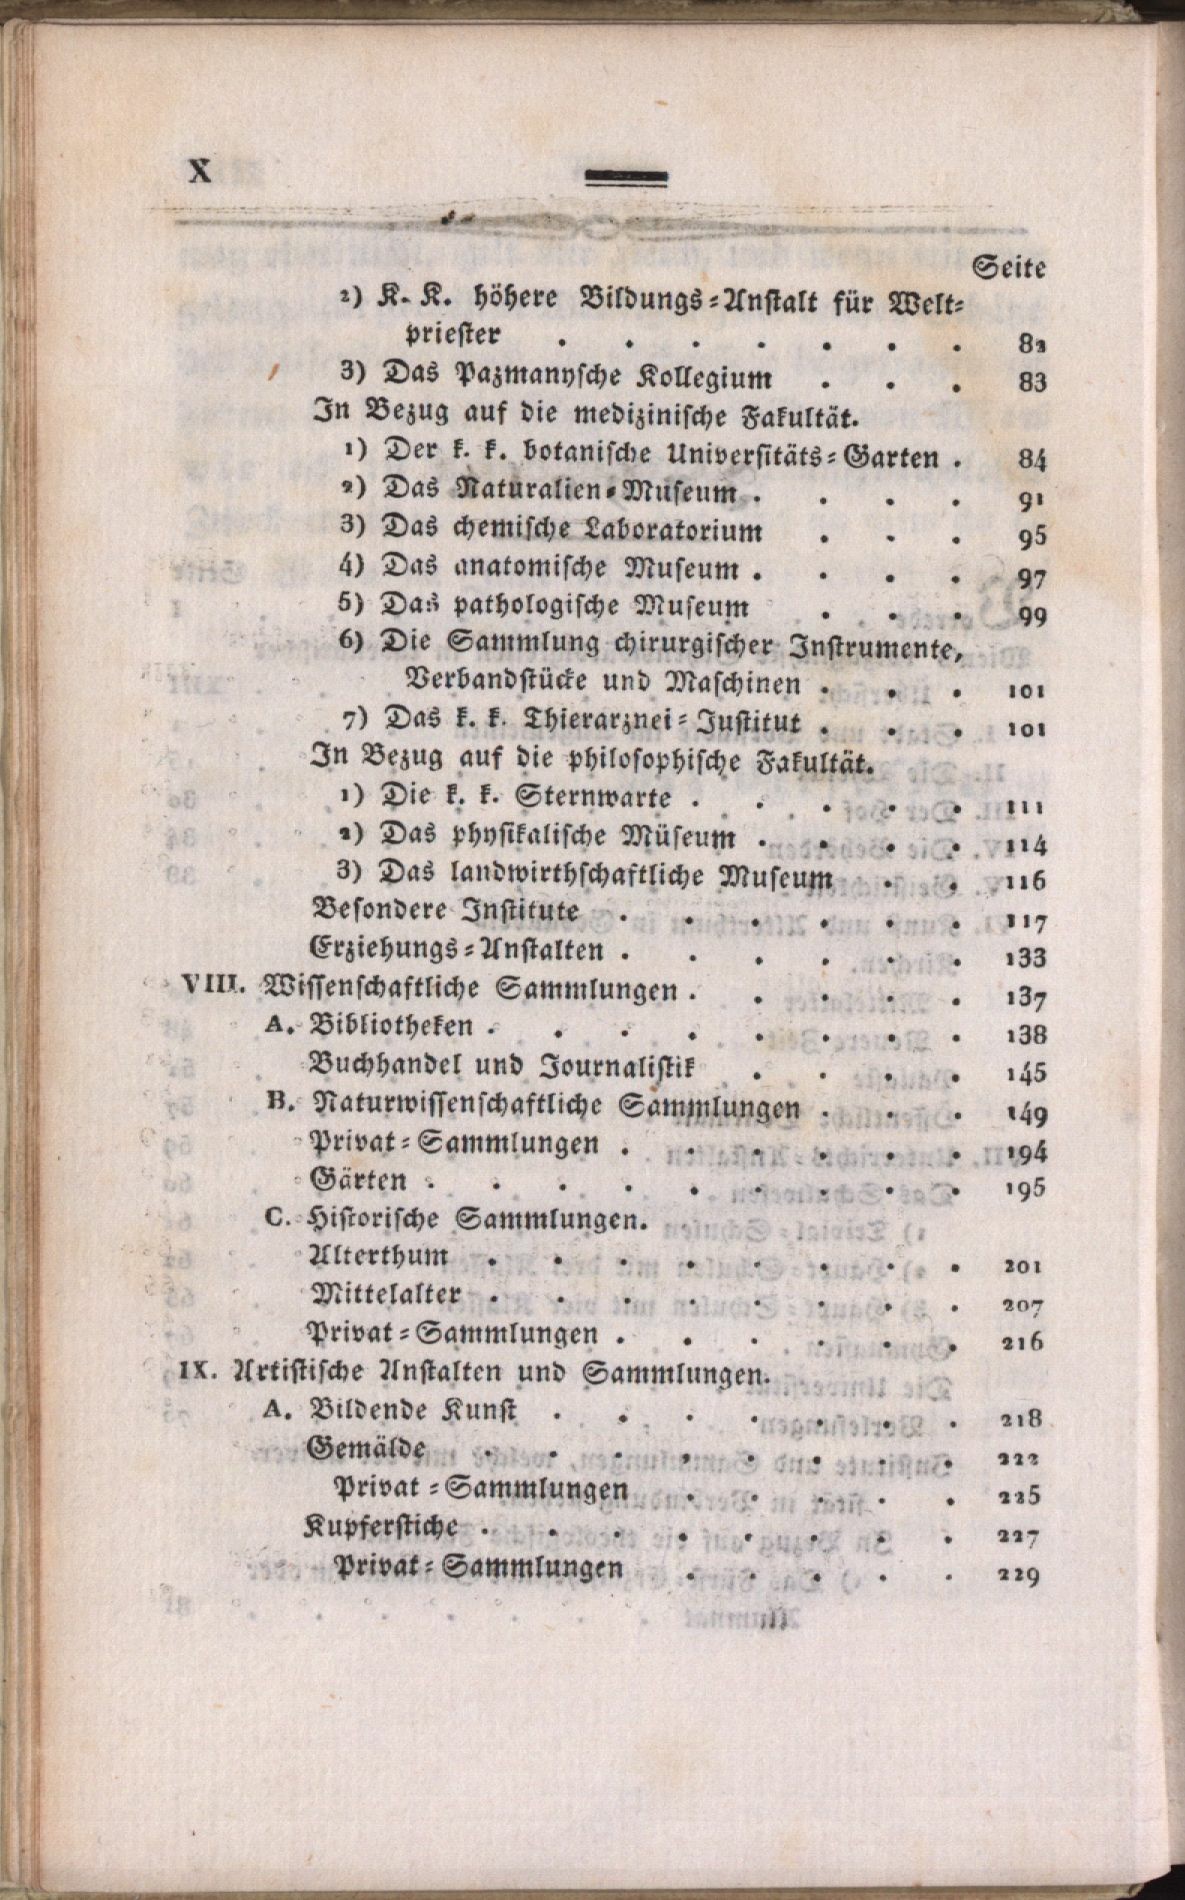 X
Seite
2) K. K. höhere Bildungs-Anstalt für Welt-
priester . . . . . . . 82
3) Das Pazmanysche Kollegium . . . 83
In Bezug auf die medizinische Fakultät.
1) Der k. k. botanische Universitäts-Garten . 84
2) Das Naturalien-Museum . . . . 91
3) Das chemische Laboratorium . . . 95
4) Das anatomische Museum . . . . 97
5) Das pathologische Museum . . . 99
6) Die Sammlung chirurgischer Instrumente,
Verbandstücke und Maschinen . . . 101
7) Das k. k. Thierarznei-Institut . . . 101
In Bezug auf die philosophische Fakultät.
1) Die k. k. Sternwarte . . . . . 111
2) Das physikalische Müseum . . . . 114
3) Das landwirthschaftliche Museum . . 116
Besondere Institute . . . . . . 117
Erziehungs-Anstalten . . . . . . 133
VIII. Wissenschaftliche Sammlungen . . . . . 137
A. Bibliotheken . . . . . . . . 138
Buchhandel und Journalistik . . . . 145
B. Naturwissenschaftliche Sammlungen . . . 149
Privat-Sammlungen . . . . . . 194
Gärten . . . . . . . . . 195
C. Historische Sammlungen.
Alterthum . . . . . . . . 201
Mittelalter . . . . . . . . 207
Privat-Sammlungen . . . . . . 216
IX. Artistische Anstalten und Sammlungen.
A. Bildende Kunst . . . . . . . 218
Gemälde . . . . . . . . 222
Privat-Sammlungen . . . . . 225
Kupferstiche . . . . . . . . 227
Privat-Sammlungen . . . . . 229